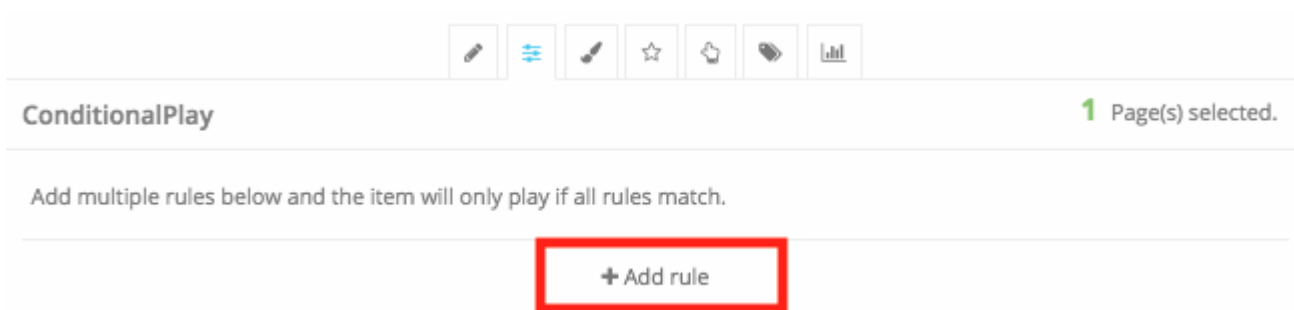 ConditionalPlay
1 Page(s) selected.
Add multiple rules below and the item will only play if all rules match.
+ Add rule